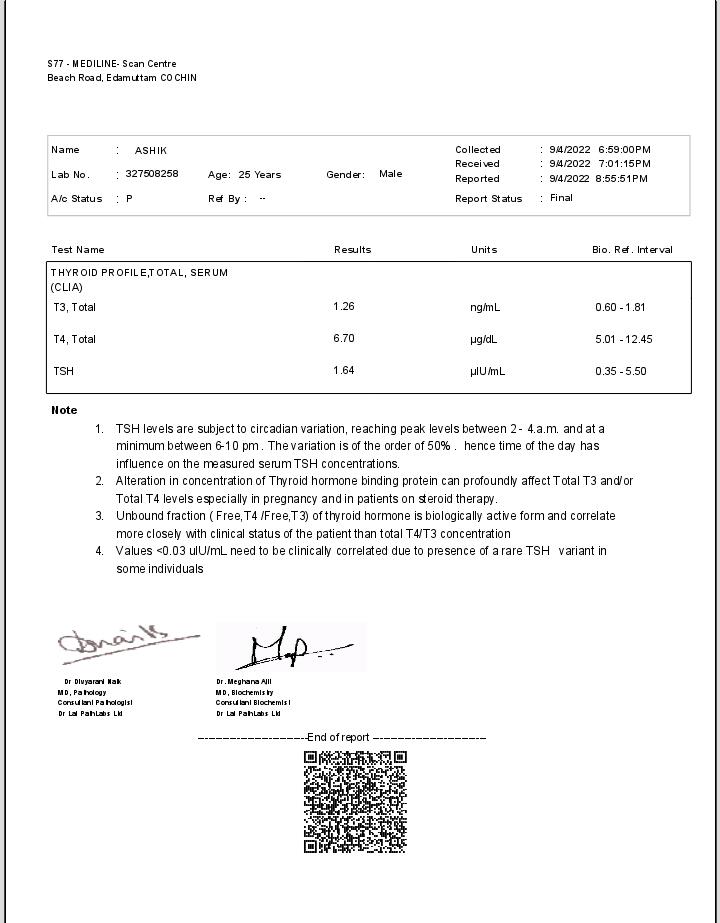 S77 - MEDILINE- Scan Centre
Beach Road, Edamuttam COCHIN
Name : ASHIK
Collected : 9/4/2022 6:59:00PM
Received : 9/4/2022 7:01:15PM
Lab No. : 327508258 Age: 25 Years Gender: Male
Reported : 9/4/2022 8:55:51PM
A/c Status : P Ref By : -- Report Status : Final
Test Name Results Units Bio. Ref. Interval
THYROID PROFILE,TOTAL, SERUM
(CLIA)
T3, Total 1.26 ng/mL 0.60 - 1.81
T4, Total 6.70 µg/dL 5.01 - 12.45
TSH 1.64 µIU/mL 0.35 - 5.50
Note
1. TSH levels are subject to circadian variation, reaching peak levels between 2 - 4.a.m. and at a
minimum between 6-10 pm . The variation is of the order of 50% . hence time of the day has
influence on the measured serum TSH concentrations.
2. Alteration in concentration of Thyroid hormone binding protein can profoundly affect Total T3 and/or
Total T4 levels especially in pregnancy and in patients on steroid therapy.
3. Unbound fraction ( Free,T4 /Free,T3) of thyroid hormone is biologically active form and correlate
more closely with clinical status of the patient than total T4/T3 concentration
4. Values <0.03 uIU/mL need to be clinically correlated due to presence of a rare TSH variant in
some individuals
Dr Divyarani Naik
MD, Pathology
Consultant Pathologist
Dr Lal PathLabs Ltd
Dr. Meghana Ajit
MD, Biochemistry
Consultant Biochemist
Dr Lal PathLabs Ltd
------------------------------End of report -------------------------------